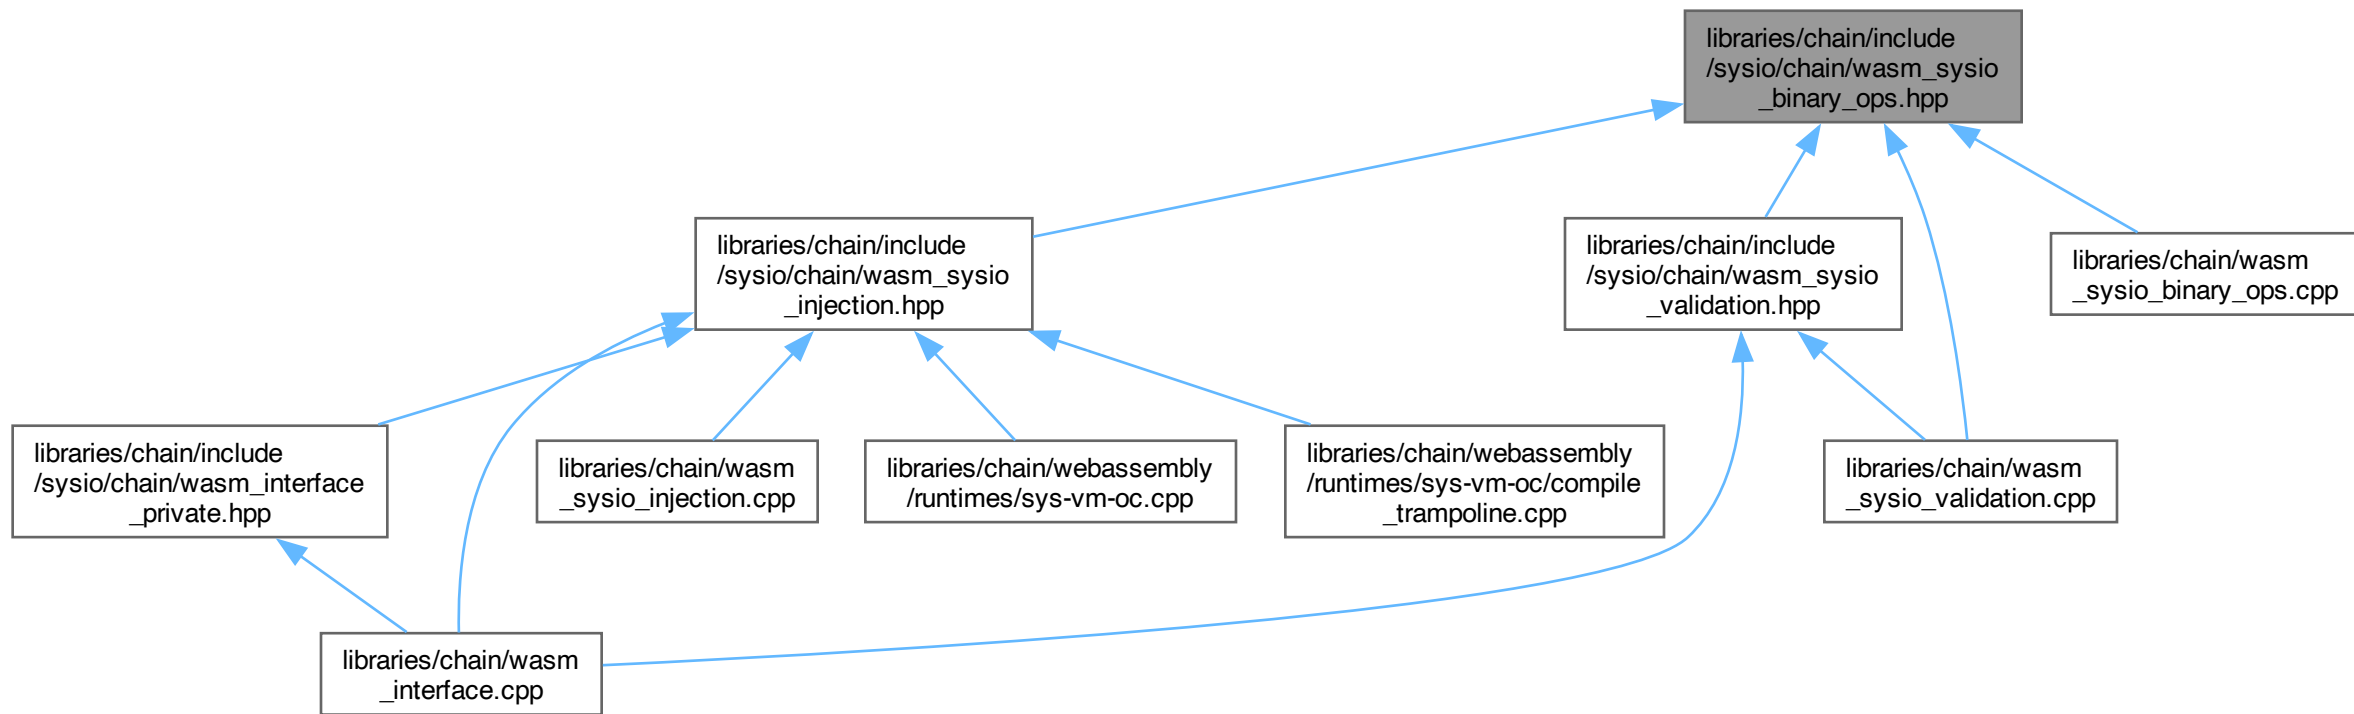 libraries/chain/include
/sysio/chain/wasm_sysio
_binary_ops.hpp
libraries/chain/include
/sysio/chain/wasm_sysio
_injection.hpp
libraries/chain/include
/sysio/chain/wasm_sysio
_validation.hpp
libraries/chain/wasm
_sysio_binary_ops.cpp
libraries/chain/include
/sysio/chain/wasm_interface
_private.hpp
libraries/chain/wasm
_sysio_injection.cpp
libraries/chain/webassembly
/runtimes/sys-vm-oc.cpp
libraries/chain/webassembly
/runtimes/sys-vm-oc/compile
_trampoline.cpp
libraries/chain/wasm
_sysio_validation.cpp
libraries/chain/wasm
_interface.cpp